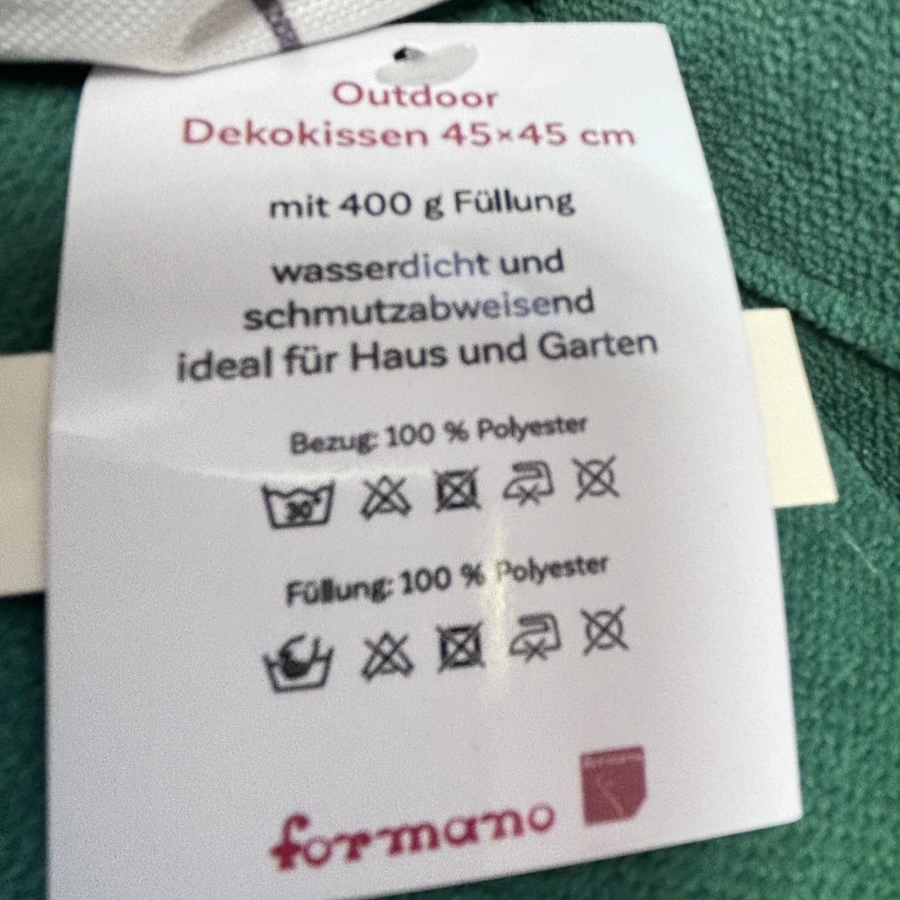 Outdoor
Dekokissen 45×45 cm
mit 400 g Füllung
wasserdicht und
schmutzabweisend
ideal für Haus und Garten
Bezug: 100 % Polyester
30°
Füllung: 100 % Polyester
formano